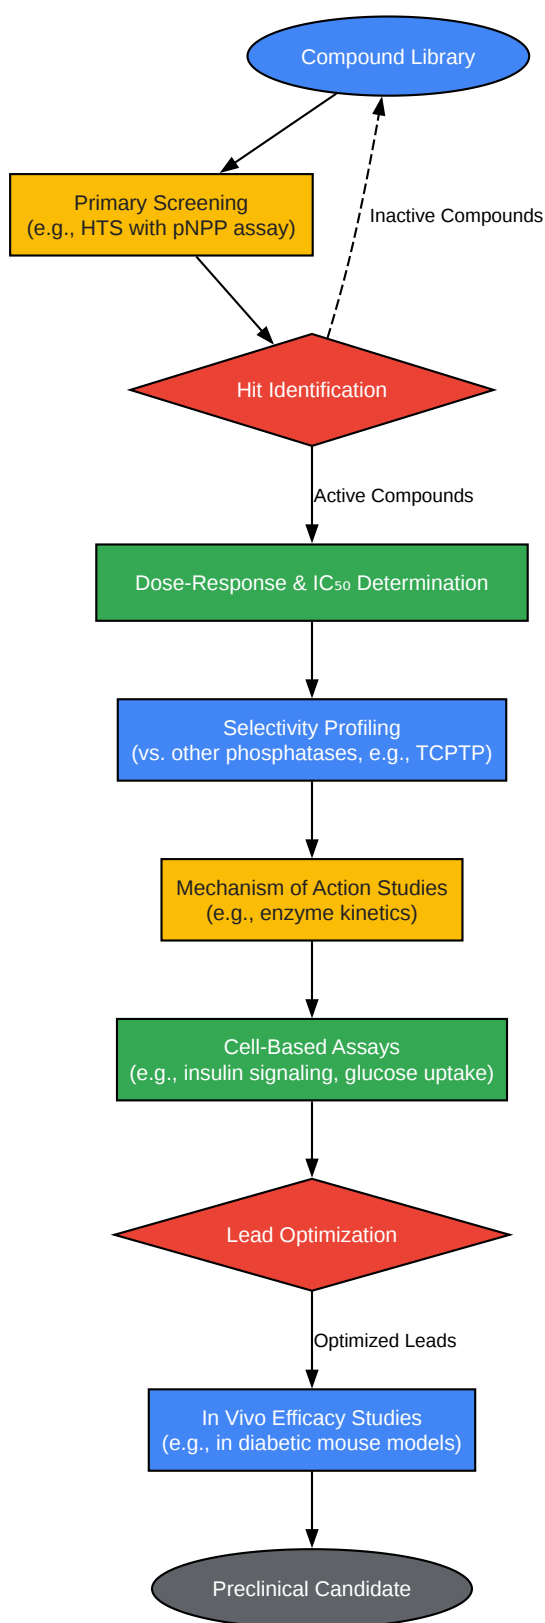 Compound Library
Primary Screening
(e.g., HTS with pNPP assay)
Inactive Compounds
Hit Identification
Active Compounds
Dose-Response & IC₅₀ Determination
Selectivity Profiling
(vs. other phosphatases, e.g., TCPTP)
Mechanism of Action Studies
(e.g., enzyme kinetics)
Cell-Based Assays
(e.g., insulin signaling, glucose uptake)
Lead Optimization
Optimized Leads
In Vivo Efficacy Studies
(e.g., in diabetic mouse models)
Preclinical Candidate